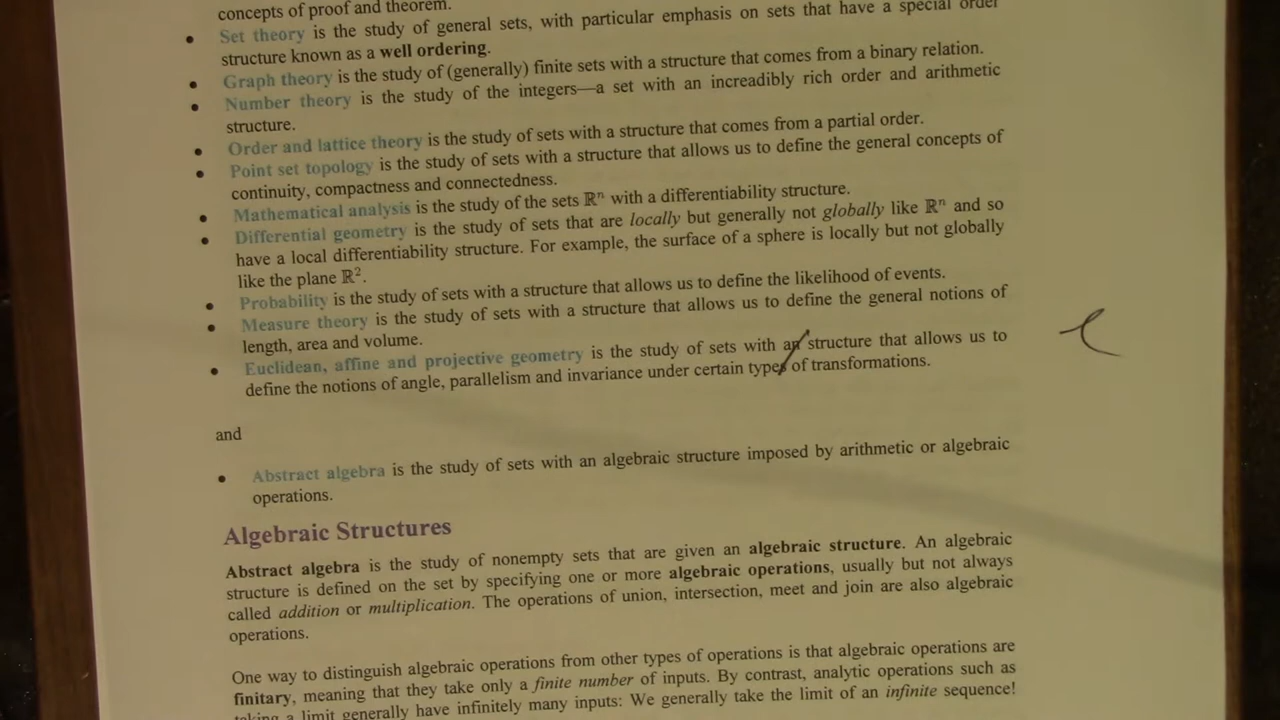 concepts of proof and theorem.
• Set theory is the study of general sets, with particular emphasis on sets that have a special order
structure known as a well ordering.
• Graph theory is the study of (generally) finite sets with a structure that comes from a binary relation.
• Number theory is the study of the integers—a set with an increadibly rich order and arithmetic
structure.
• Order and lattice theory is the study of sets with a structure that comes from a partial order.
• Point set topology is the study of sets with a structure that allows us to define the general concepts of
continuity, compactness and connectedness.
• Mathematical analysis is the study of the sets ℝⁿ with a differentiability structure.
• Differential geometry is the study of sets that are locally but generally not globally like ℝⁿ and so
have a local differentiability structure. For example, the surface of a sphere is locally but not globally
like the plane ℝ².
• Probability is the study of sets with a structure that allows us to define the likelihood of events.
• Measure theory is the study of sets with a structure that allows us to define the general notions of
length, area and volume.
• Euclidean, affine and projective geometry is the study of sets with an structure that allows us to
define the notions of angle, parallelism and invariance under certain types of transformations.
and
• Abstract algebra is the study of sets with an algebraic structure imposed by arithmetic or algebraic
operations.
Algebraic Structures
Abstract algebra is the study of nonempty sets that are given an algebraic structure. An algebraic
structure is defined on the set by specifying one or more algebraic operations, usually but not always
called addition or multiplication. The operations of union, intersection, meet and join are also algebraic
operations.
One way to distinguish algebraic operations from other types of operations is that algebraic operations are
finitary, meaning that they take only a finite number of inputs. By contrast, analytic operations such as
taking a limit generally have infinitely many inputs: We generally take the limit of an infinite sequence!